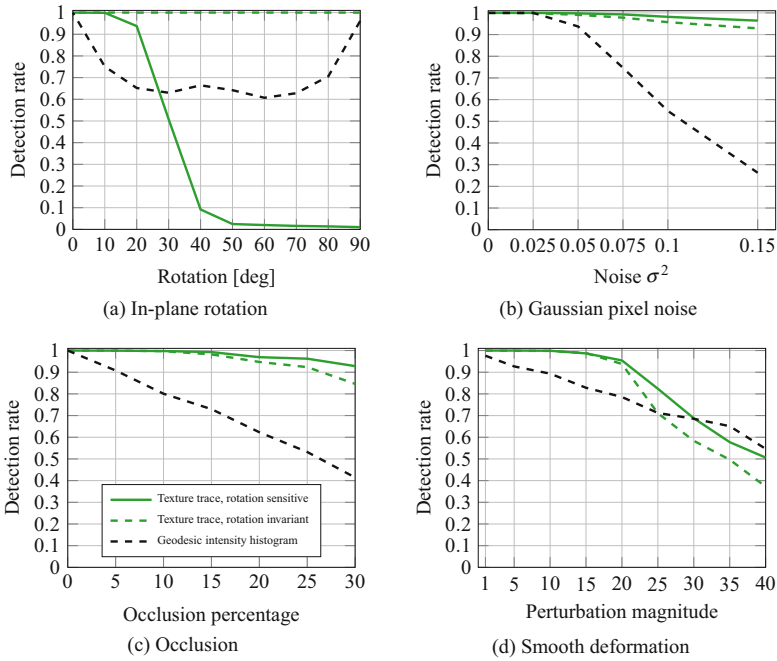 1
0.9
0.8
0.7
0.6
0.5
0.4
0.3
0.2
0.1
0
Detection rate
0 10 20 30 40 50 60 70 80 90
Rotation [deg]
(a) In-plane rotation
1
0.9
0.8
0.7
0.6
0.5
0.4
0.3
0.2
0.1
0
Detection rate
0 0.025 0.05 0.075 0.1 0.15
Noise σ²
(b) Gaussian pixel noise
1
0.9
0.8
0.7
0.6
0.5
0.4
0.3
0.2
0.1
0
Detection rate
Texture trace, rotation sensitive
Texture trace, rotation invariant
Geodesic intensity histogram
0 5 10 15 20 25 30
Occlusion percentage
(c) Occlusion
1
0.9
0.8
0.7
0.6
0.5
0.4
0.3
0.2
0.1
0
Detection rate
1 5 10 15 20 25 30 35 40
Perturbation magnitude
(d) Smooth deformation